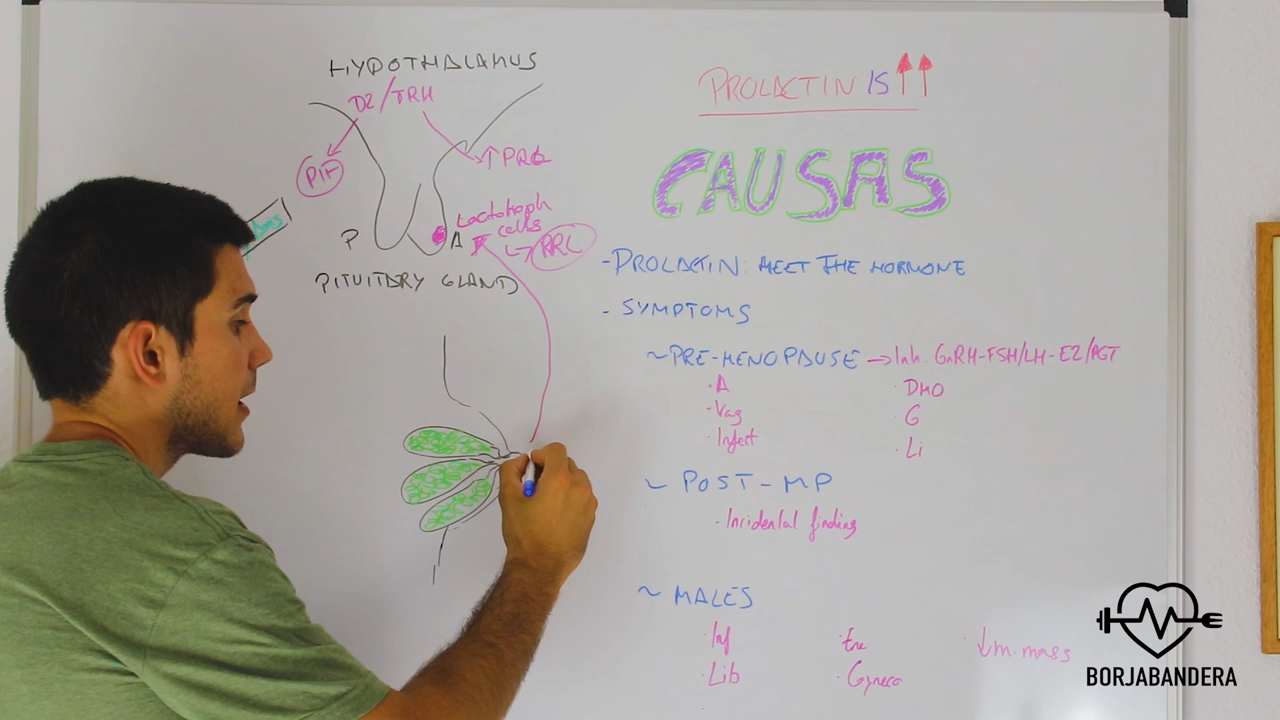 HYPOTHALAMUS
D2/TRH
PIF
↑PRL
Lactotroph
cells
PRL
P
A
PITUITARY GLAND
PROLACTIN IS ↑↑
CAUSAS
- PROLACTIN: MEET THE HORMONE
- SYMPTOMS
~ PRE-MENOPAUSE → Inh. GnRH-FSH/LH-E2/PGT
· A
· Vag
· Infert
· DMO
· G
· Li
~ POST-MP
· Incidental finding
~ MALES
· Inf
· Lib
· Ene
· Gyneco
· ↓m.mass
BORJABANDERA